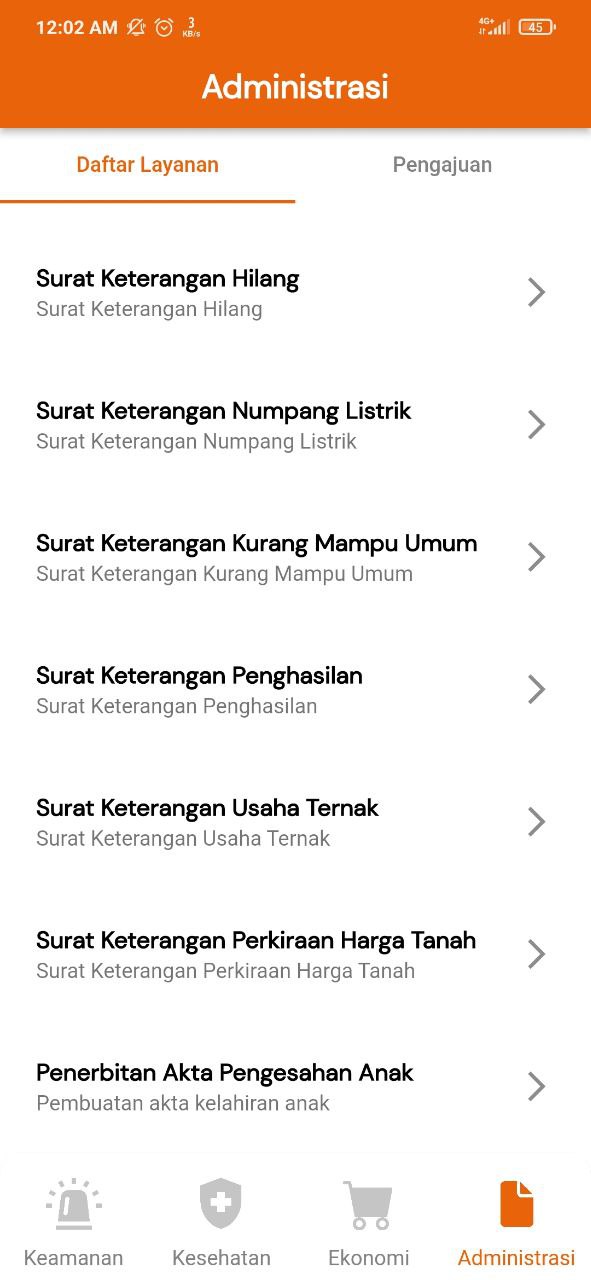 12:02 AM 3 KB/s 4G+ 45
Administrasi
Daftar Layanan Pengajuan
Surat Keterangan Hilang
Surat Keterangan Hilang
Surat Keterangan Numpang Listrik
Surat Keterangan Numpang Listrik
Surat Keterangan Kurang Mampu Umum
Surat Keterangan Kurang Mampu Umum
Surat Keterangan Penghasilan
Surat Keterangan Penghasilan
Surat Keterangan Usaha Ternak
Surat Keterangan Usaha Ternak
Surat Keterangan Perkiraan Harga Tanah
Surat Keterangan Perkiraan Harga Tanah
Penerbitan Akta Pengesahan Anak
Pembuatan akta kelahiran anak
Keamanan Kesehatan Ekonomi Administrasi